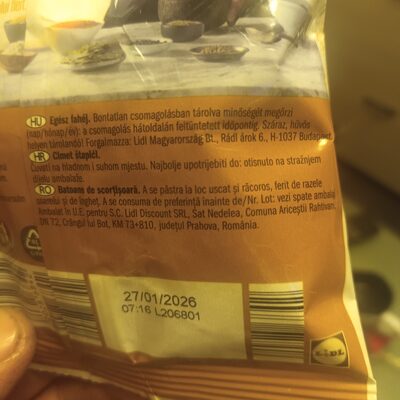 HU Egész fahéj. Bontatlan csomagolásban tárolva minőségét megőrzi
(nap/hónap/év): a csomagolás hátoldalán feltüntetett időpontig. Száraz, hűvös
helyen tárolandó! Forgalmazza: Lidl Magyarország Bt., Rádl árok 6., H-1037 Budapest
HR Cimet štapići.
Čuvati na hladnom i suhom mjestu. Najbolje upotrijebiti do: otisnuto na stražnjem
dijelu ambalaže.
RO Batoane de scorțișoară. A se păstra la loc uscat și răcoros, ferit de razele
soarelui și de îngheț. A se consuma de preferință înainte de/Nr. Lot: vezi spate ambalaj
Ambalat în U.E. pentru S.C. Lidl Discount SRL, Sat Nedelea, Comuna Ariceștii Rahtivani,
DN 72, Crângul lui Bot, KM 73+810, județul Prahova, România.
27/01/2026
07:16 L206801
LIDL